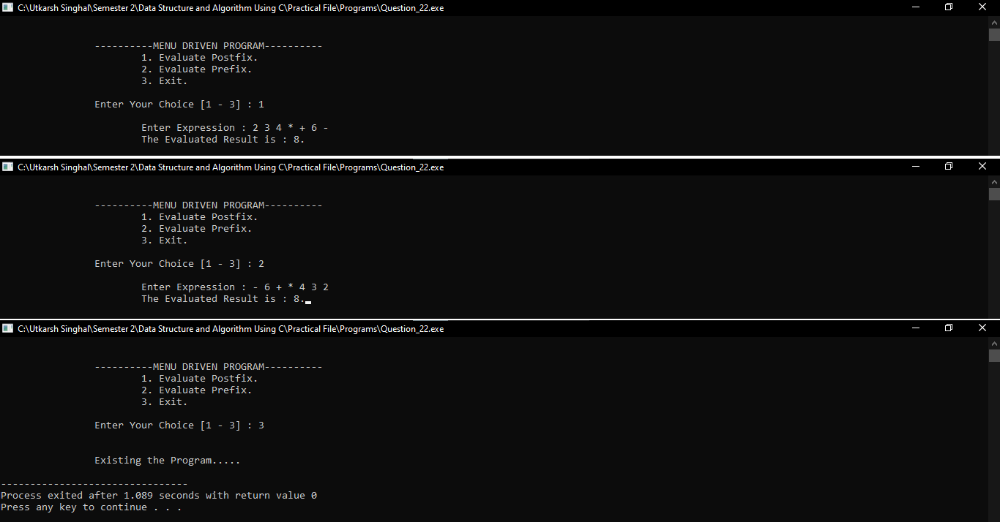 C:\Utkarsh Singhal\Semester 2\Data Structure and Algorithm Using C\Practical File\Programs\Question_22.exe
----------MENU DRIVEN PROGRAM----------
1. Evaluate Postfix.
2. Evaluate Prefix.
3. Exit.
Enter Your Choice [1 - 3] : 1
Enter Expression : 2 3 4 * + 6 -
The Evaluated Result is : 8.
C:\Utkarsh Singhal\Semester 2\Data Structure and Algorithm Using C\Practical File\Programs\Question_22.exe
----------MENU DRIVEN PROGRAM----------
1. Evaluate Postfix.
2. Evaluate Prefix.
3. Exit.
Enter Your Choice [1 - 3] : 2
Enter Expression : - 6 + * 4 3 2
The Evaluated Result is : 8.
C:\Utkarsh Singhal\Semester 2\Data Structure and Algorithm Using C\Practical File\Programs\Question_22.exe
----------MENU DRIVEN PROGRAM----------
1. Evaluate Postfix.
2. Evaluate Prefix.
3. Exit.
Enter Your Choice [1 - 3] : 3
Existing the Program.....
--------------------------------
Process exited after 1.089 seconds with return value 0
Press any key to continue . . .